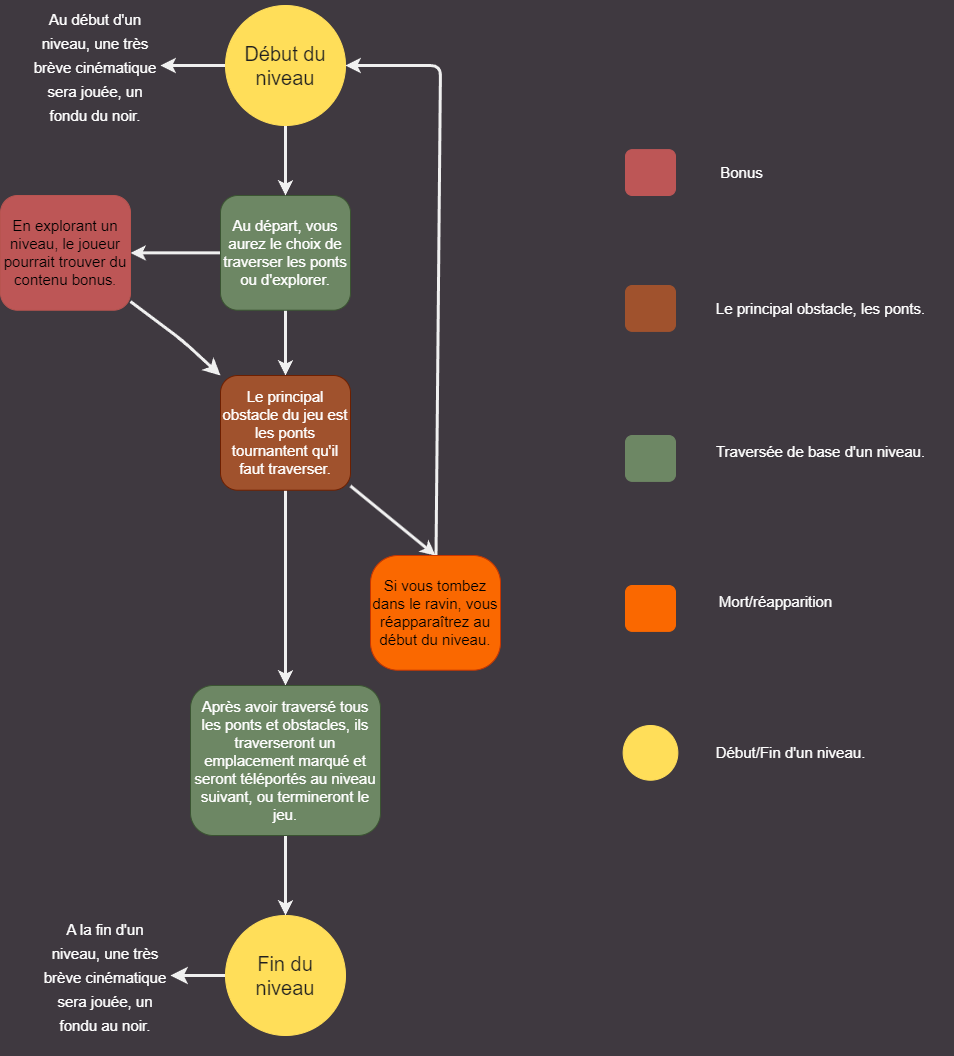 Au début d'un
niveau, une très
brève cinématique
sera jouée, un
fondu du noir.
Début du
niveau
En explorant un
niveau, le joueur
pourrait trouver du
contenu bonus.
Au départ, vous
aurez le choix de
traverser les ponts
ou d'explorer.
Le principal
obstacle du jeu est
les ponts
tournantent qu'il
faut traverser.
Si vous tombez
dans le ravin, vous
réapparaîtrez au
début du niveau.
Après avoir traversé tous
les ponts et obstacles, ils
traverseront un
emplacement marqué et
seront téléportés au niveau
suivant, ou termineront le
jeu.
A la fin d'un
niveau, une très
brève cinématique
sera jouée, un
fondu au noir.
Fin du
niveau
Bonus
Le principal obstacle, les ponts.
Traversée de base d'un niveau.
Mort/réapparition
Début/Fin d'un niveau.